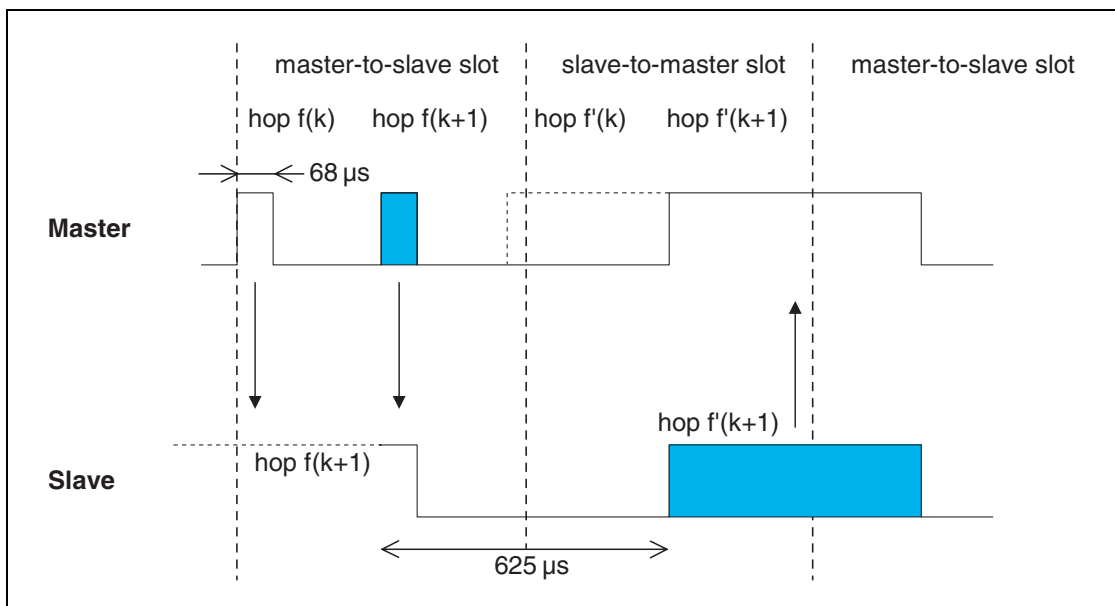 master-to-slave slot slave-to-master slot master-to-slave slot
hop f(k) hop f(k+1) hop f'(k) hop f'(k+1)
68 µs
Master
hop f'(k+1)
hop f(k+1)
Slave
625 µs